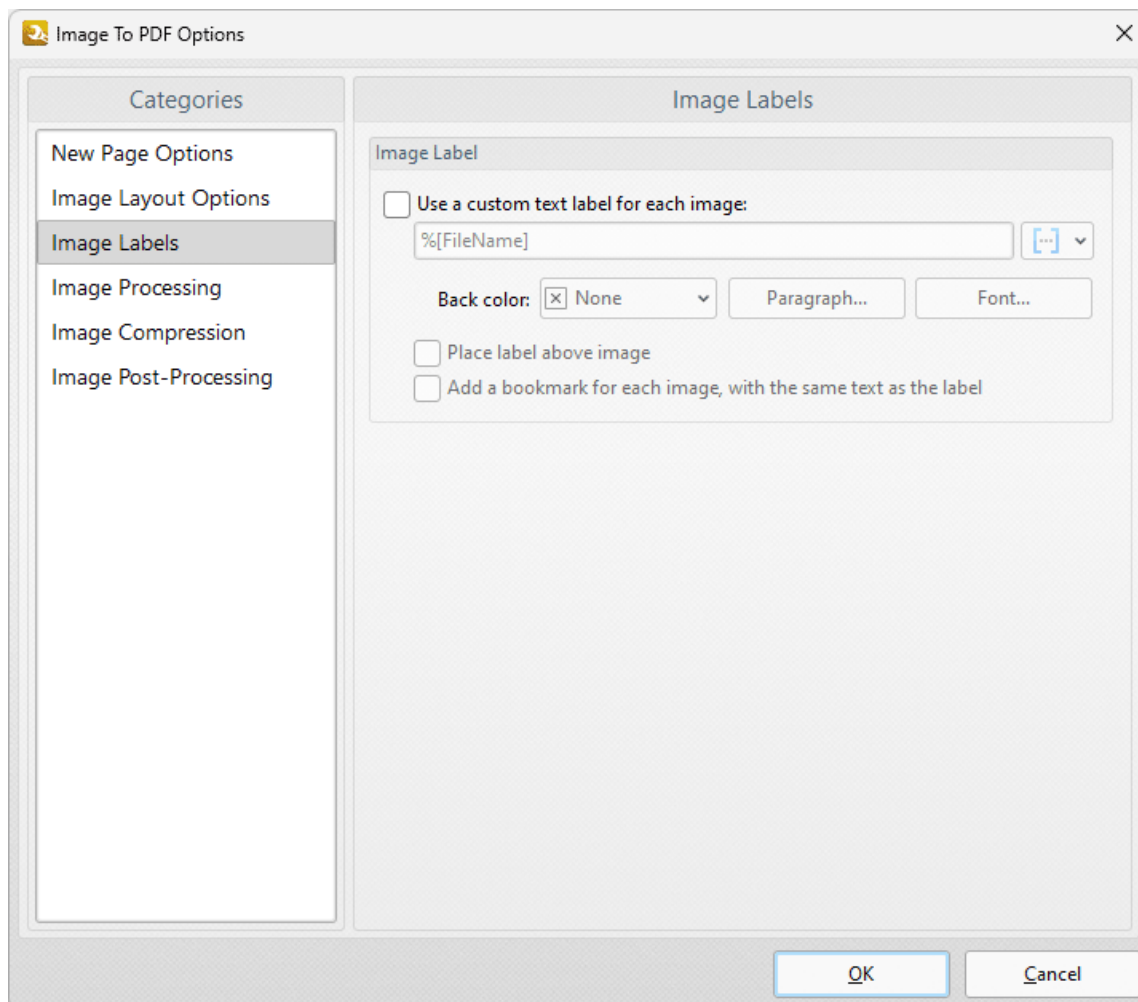 Image To PDF Options
Categories
New Page Options
Image Layout Options
Image Labels
Image Processing
Image Compression
Image Post-Processing
Image Labels
Image Label
Use a custom text label for each image:
%[FileName]
Back color: None Paragraph... Font...
Place label above image
Add a bookmark for each image, with the same text as the label
OK Cancel